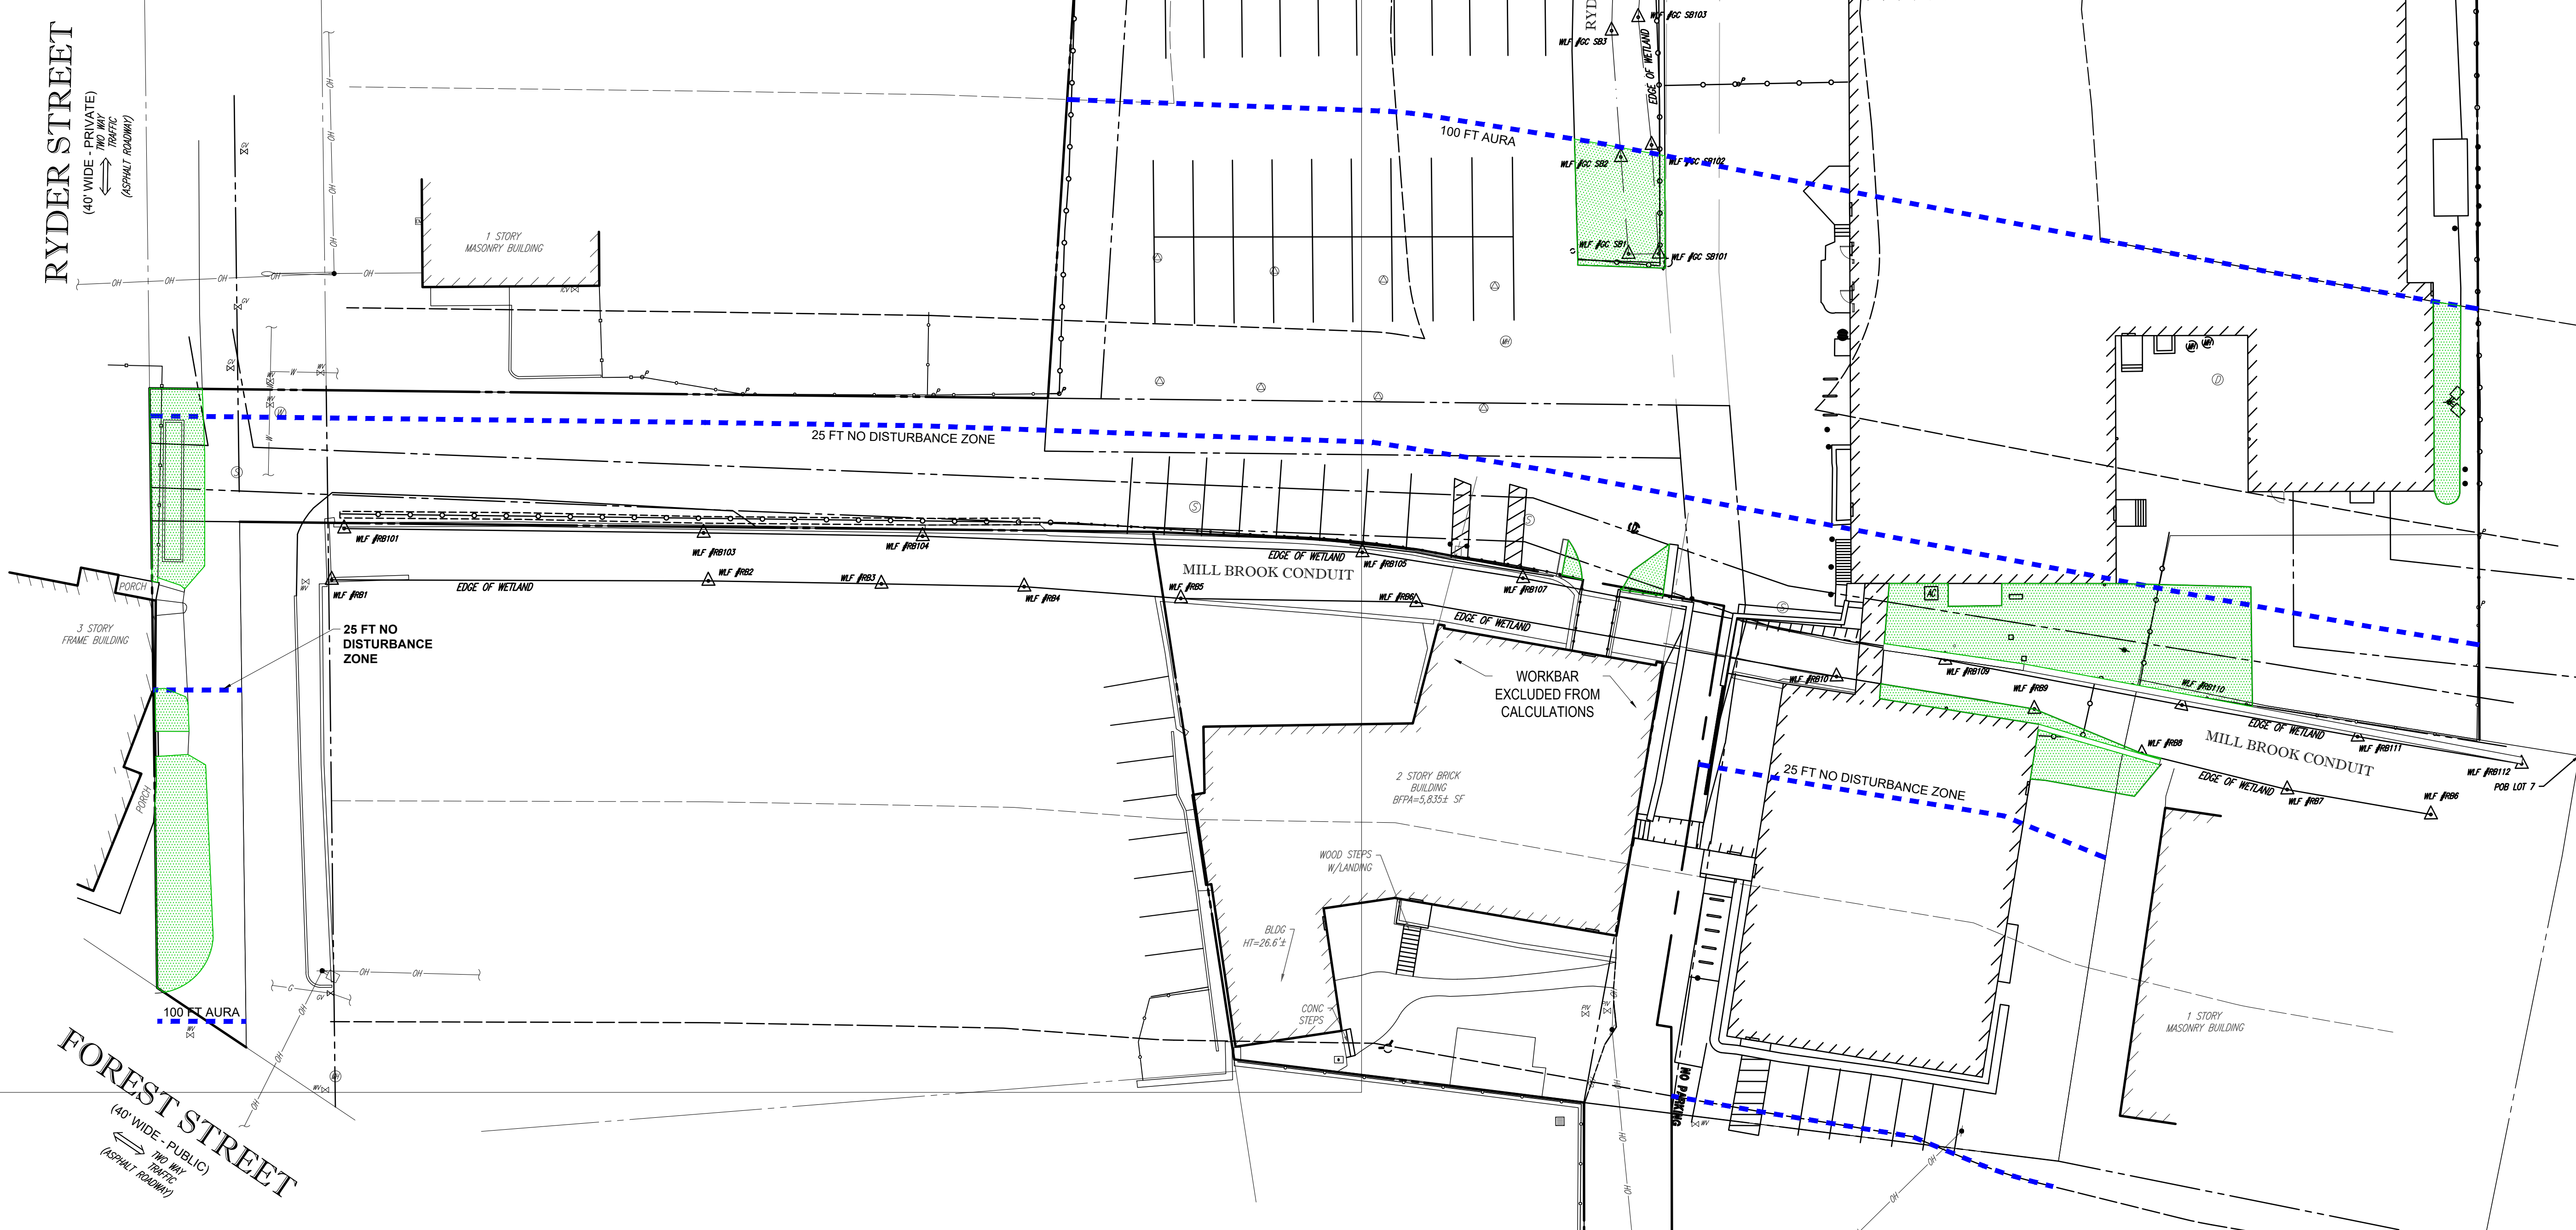 RYDER STREET
(40' WIDE - PRIVATE)
TWO WAY
TRAFFIC
(ASPHALT ROADWAY)
RYD
WLF #GC SB103
WLF #GC SB3
EDGE OF WETLAND
100 FT AURA
WLF #GC SB2
WLF #GC SB102
WLF #GC SB1
WLF #GC SB101
1 STORY
MASONRY BUILDING
25 FT NO DISTURBANCE ZONE
WLF #RB101
WLF #RB103
WLF #RB104
EDGE OF WETLAND
WLF #RB105
MILL BROOK CONDUIT
WLF #RB107
WLF #RB1
EDGE OF WETLAND
WLF #RB2
WLF #RB3
WLF #RB4
WLF #RB5
WLF #RB6
EDGE OF WETLAND
PORCH
3 STORY
FRAME BUILDING
25 FT NO
DISTURBANCE
ZONE
PORCH
WORKBAR
EXCLUDED FROM
CALCULATIONS
AC
WLF #RB10
WLF #RB109
WLF #RB9
WLF #RB110
EDGE OF WETLAND
MILL BROOK CONDUIT
WLF #RB8
WLF #RB111
WLF #RB112
POB LOT 7
EDGE OF WETLAND
WLF #RB7
WLF #RB6
25 FT NO DISTURBANCE ZONE
2 STORY BRICK
BUILDING
BFPA=5,835± SF
WOOD STEPS
W/LANDING
BLDG
HT=26.6'±
CONC
STEPS
NO PARKING
1 STORY
MASONRY BUILDING
100 FT AURA
FOREST STREET
(40' WIDE - PUBLIC)
TWO WAY
TRAFFIC
(ASPHALT ROADWAY)